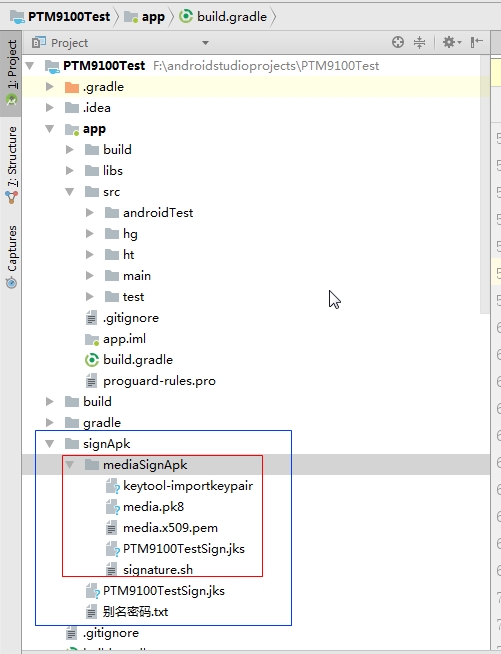 PTM9100Test app build.gradle
1: Project
7: Structure
Captures
Project
PTM9100Test F:\androidstudioprojects\PTM9100Test
.gradle
.idea
app
build
libs
src
androidTest
hg
ht
main
test
.gitignore
app.iml
build.gradle
proguard-rules.pro
build
gradle
signApk
mediaSignApk
keytool-importkeypair
media.pk8
media.x509.pem
PTM9100TestSign.jks
signature.sh
PTM9100TestSign.jks
别名密码.txt
.gitignore